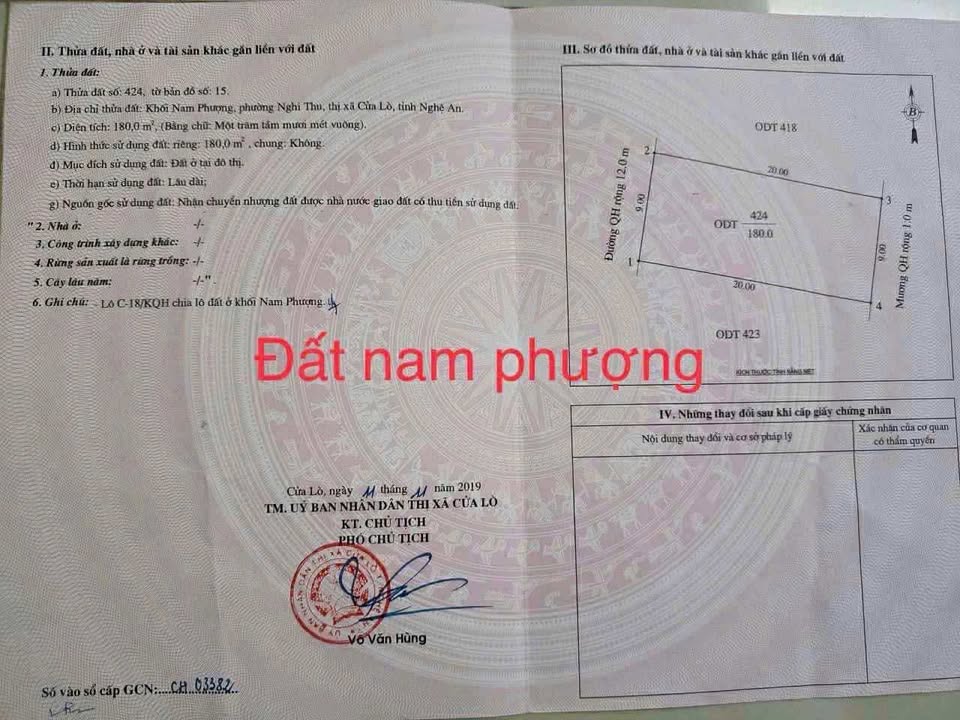 II. Thửa đất, nhà ở và tài sản khác gắn liền với đất
1. Thửa đất:
a) Thửa đất số: 424, tờ bản đồ số: 15.
b) Địa chỉ thửa đất: Khối Nam Phượng, phường Nghi Thu, thị xã Cửa Lò, tỉnh Nghệ An.
c) Diện tích: 180,0 m², (Bằng chữ: Một trăm tám mươi mét vuông).
d) Hình thức sử dụng đất: riêng: 180,0 m² , chung: Không.
đ) Mục đích sử dụng đất: Đất ở tại đô thị.
e) Thời hạn sử dụng đất: Lâu dài;
g) Nguồn gốc sử dụng đất: Nhận chuyển nhượng đất được nhà nước giao đất có thu tiền sử dụng đất.
"2. Nhà ở: -/-
3. Công trình xây dựng khác: -/-
4. Rừng sản xuất là rừng trồng: -/-
5. Cây lâu năm: -/-".
6. Ghi chú: - Lô C-18/KQH chia lô đất ở khối Nam Phượng.
Đất nam phượng
Cửa Lò, ngày 11 tháng 11 năm 2019
TM. UỶ BAN NHÂN DÂN THỊ XÃ CỬA LÒ
KT. CHỦ TỊCH
PHÓ CHỦ TỊCH
Võ Văn Hùng
Số vào sổ cấp GCN:....CH..03382..
III. Sơ đồ thửa đất, nhà ở và tài sản khác gắn liền với đất
B
ODT 418
2
20.00
3
Đường QH rộng 12.0 m
9.00
ODT 424
180.0
9.00
Mương QH rộng 1.0 m
1
20.00
4
ODT 423
KÍCH THƯỚC TÍNH BẰNG MÉT
IV. Những thay đổi sau khi cấp giấy chứng nhận
Nội dung thay đổi và cơ sở pháp lý
Xác nhận của cơ quan
có thẩm quyền